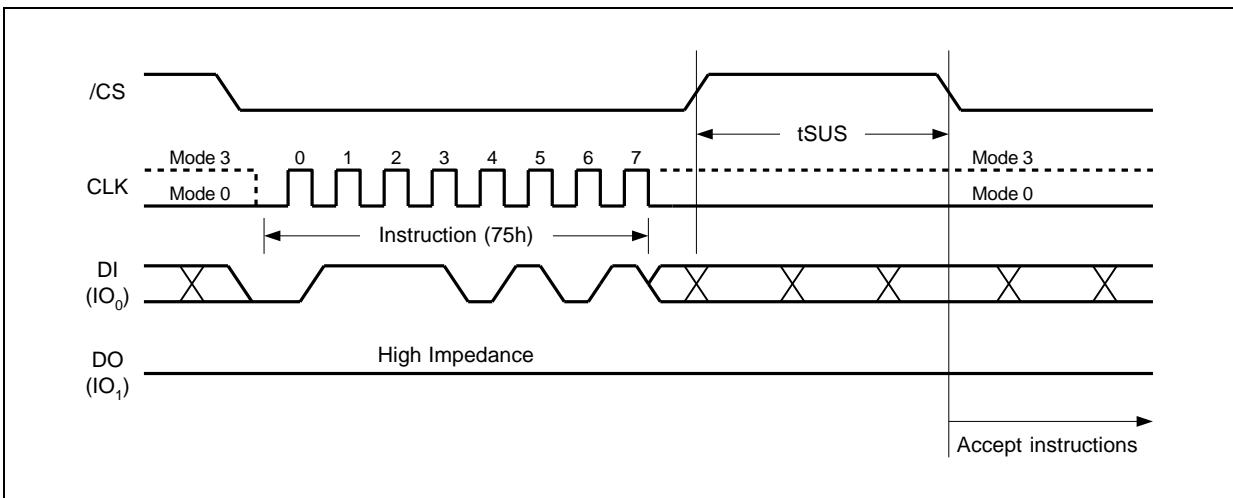 /CS
tSUS
Mode 3 0 1 2 3 4 5 6 7 Mode 3
CLK
Mode 0 Mode 0
Instruction (75h)
DI
(IO0)
High Impedance
DO
(IO1)
Accept instructions